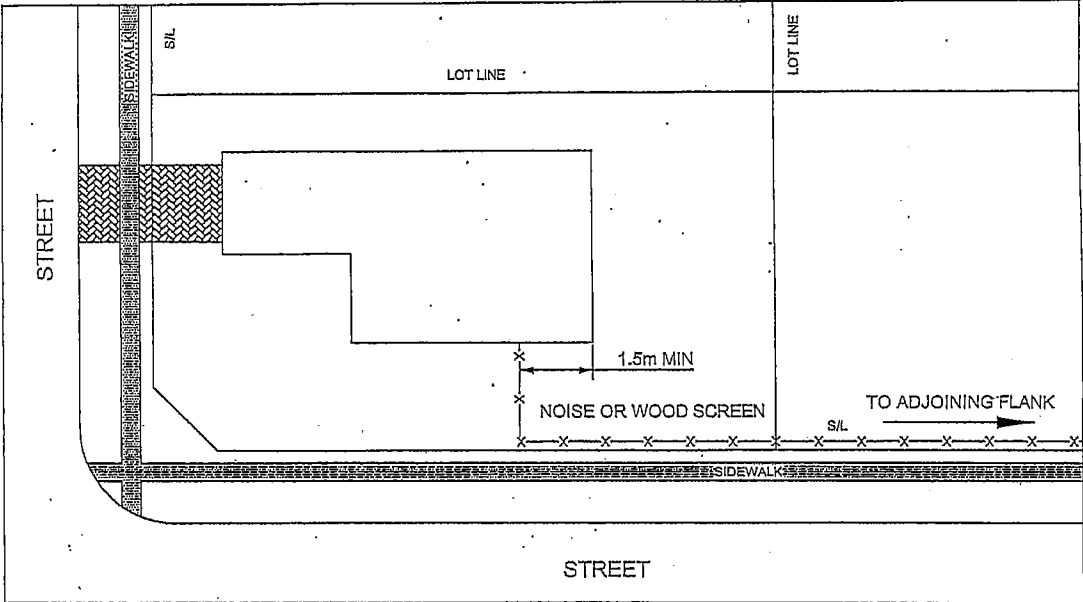 SIDEWALK
S/L
LOT LINE
LOT LINE
STREET
1.5m MIN
NOISE OR WOOD SCREEN
TO ADJOINING FLANK
S/L
SIDEWALK
STREET